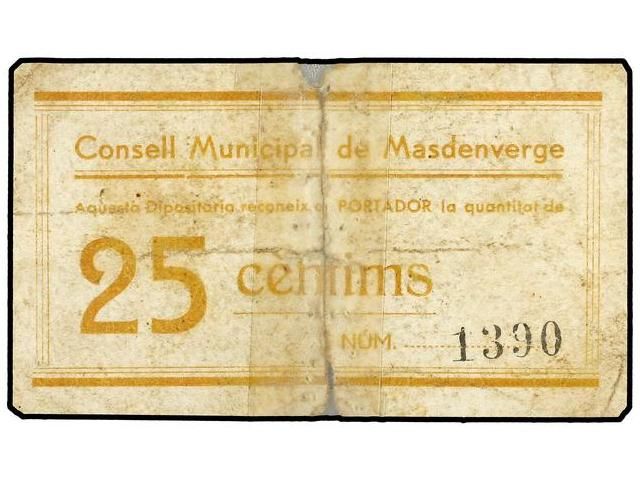 Consell Municipal de Masdenverge
Aquesta Dipositaria reconeix al PORTADOR la quantitat de
25 cèntims
NÚM. 1390